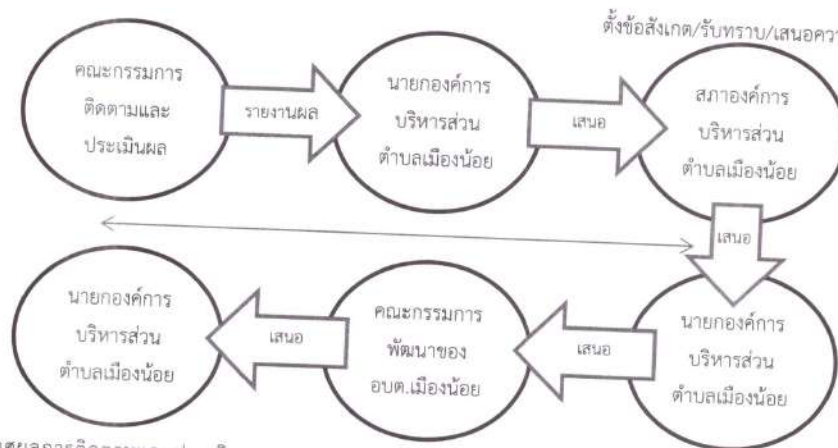 ตั้งข้อสังเกต/รับทราบ/เสนอ
คณะกรรมการ
ติดตามและ
ประเมินผล
รายงานผล
นายกองค์การ
บริหารส่วน
ตำบลเมืองน้อย
เสนอ
สภาองค์การ
บริหารส่วน
ตำบลเมืองน้อย
เสนอ
นายกองค์การ
บริหารส่วน
ตำบลเมืองน้อย
เสนอ
คณะกรรมการ
พัฒนาของ
อบต.เมืองน้อย
เสนอ
นายกองค์การ
บริหารส่วน
ตำบลเมืองน้อย